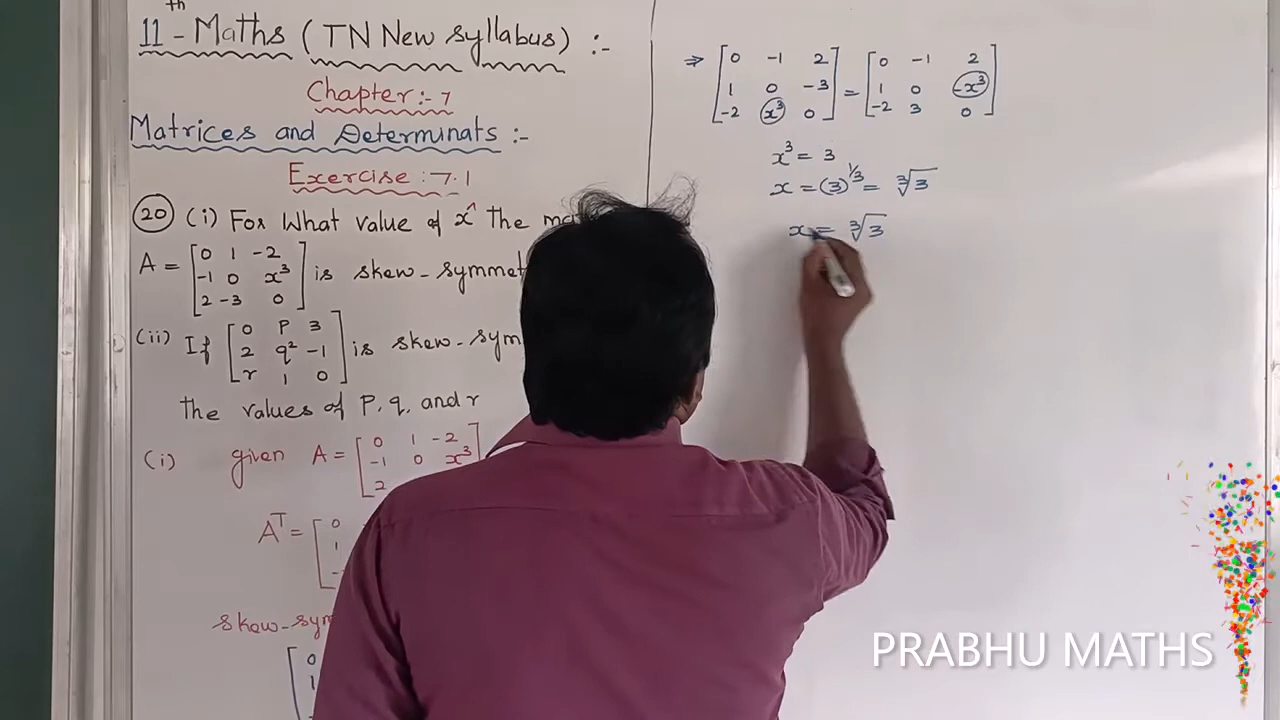 11th - Maths (TN New syllabus) :-
Chapter :- 7
Matrices and Determinats :-
Exercise :- 7.1
20 (i) For What value of x the
A = [0 1 -2
-1 0 x³
2 -3 0] is skew-symmet
(ii) If [0 P 3
2 q² -1
r 1 0] is skew-sym
the values of P, q, and r
(i) given A = [0 1 -2
-1 0 x³
2
Aᵀ = [0
1
skew-sym
[0
1
⇒ [0 -1 2
1 0 -3
-2 x³ 0] = [0 -1 2
1 0 -x³
-2 3 0]
x³ = 3
x = (3)^1/3 = ∛3
x = ∛3
PRABHU MATHS